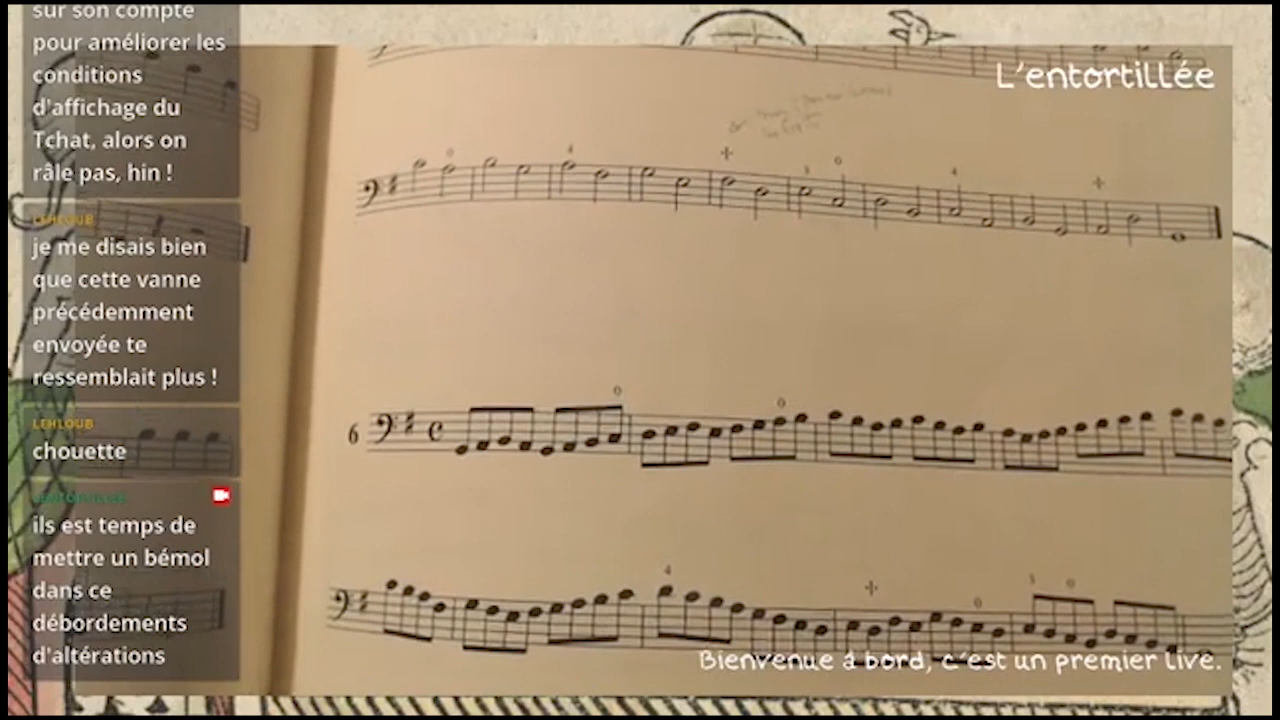 sur son compte
pour améliorer les
conditions
d'affichage du
Tchat, alors on
râle pas, hin !
LEHLOUB
je me disais bien
que cette vanne
précédemment
envoyée te
ressemblait plus !
LEHLOUB
chouette
ils est temps de
mettre un bémol
dans ce
débordements
d'altérations
L'entortillée
6
Bienvenue à bord, c'est un premier live.